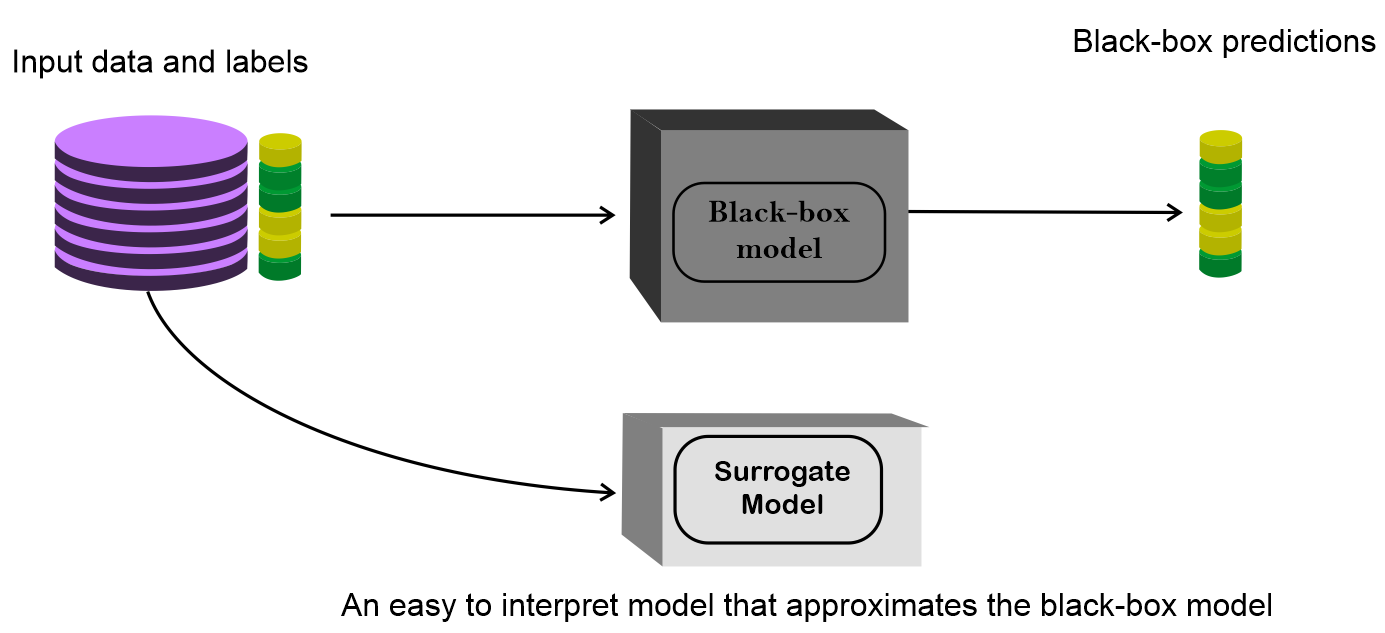 Input data and labels
Black-box predictions
Black-box
model
Surrogate
Model
An easy to interpret model that approximates the black-box model